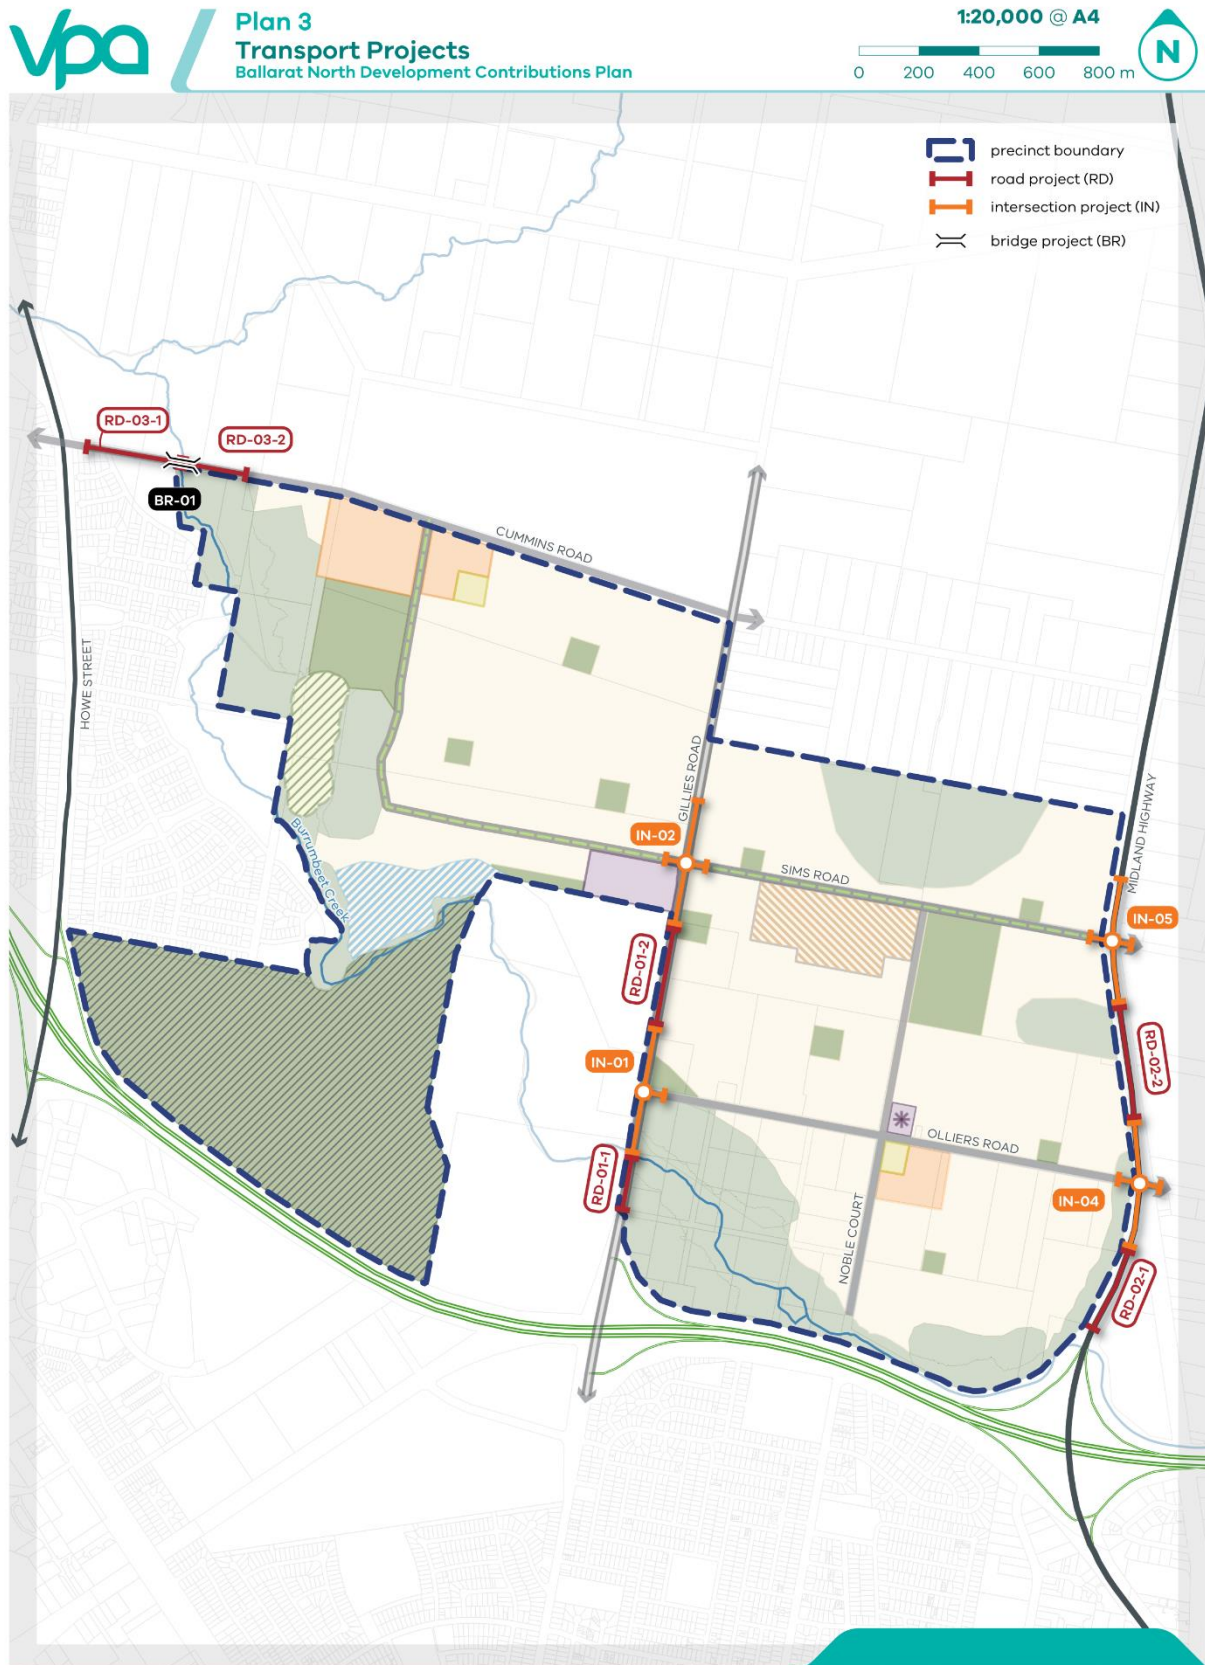 vpa
Plan 3
Transport Projects
Ballarat North Development Contributions Plan
1:20,000 @ A4
0 200 400 600 800 m
N
precinct boundary
road project (RD)
intersection project (IN)
bridge project (BR)
RD-03-1
RD-03-2
BR-01
CUMMINS ROAD
HOWE STREET
GILLIES ROAD
MIDLAND HIGHWAY
IN-02
SIMS ROAD
Burrumbeet Creek
IN-05
RD-01-2
IN-01
RD-02-2
OLLIERS ROAD
RD-01-1
IN-04
NOBLE COURT
RD-02-1